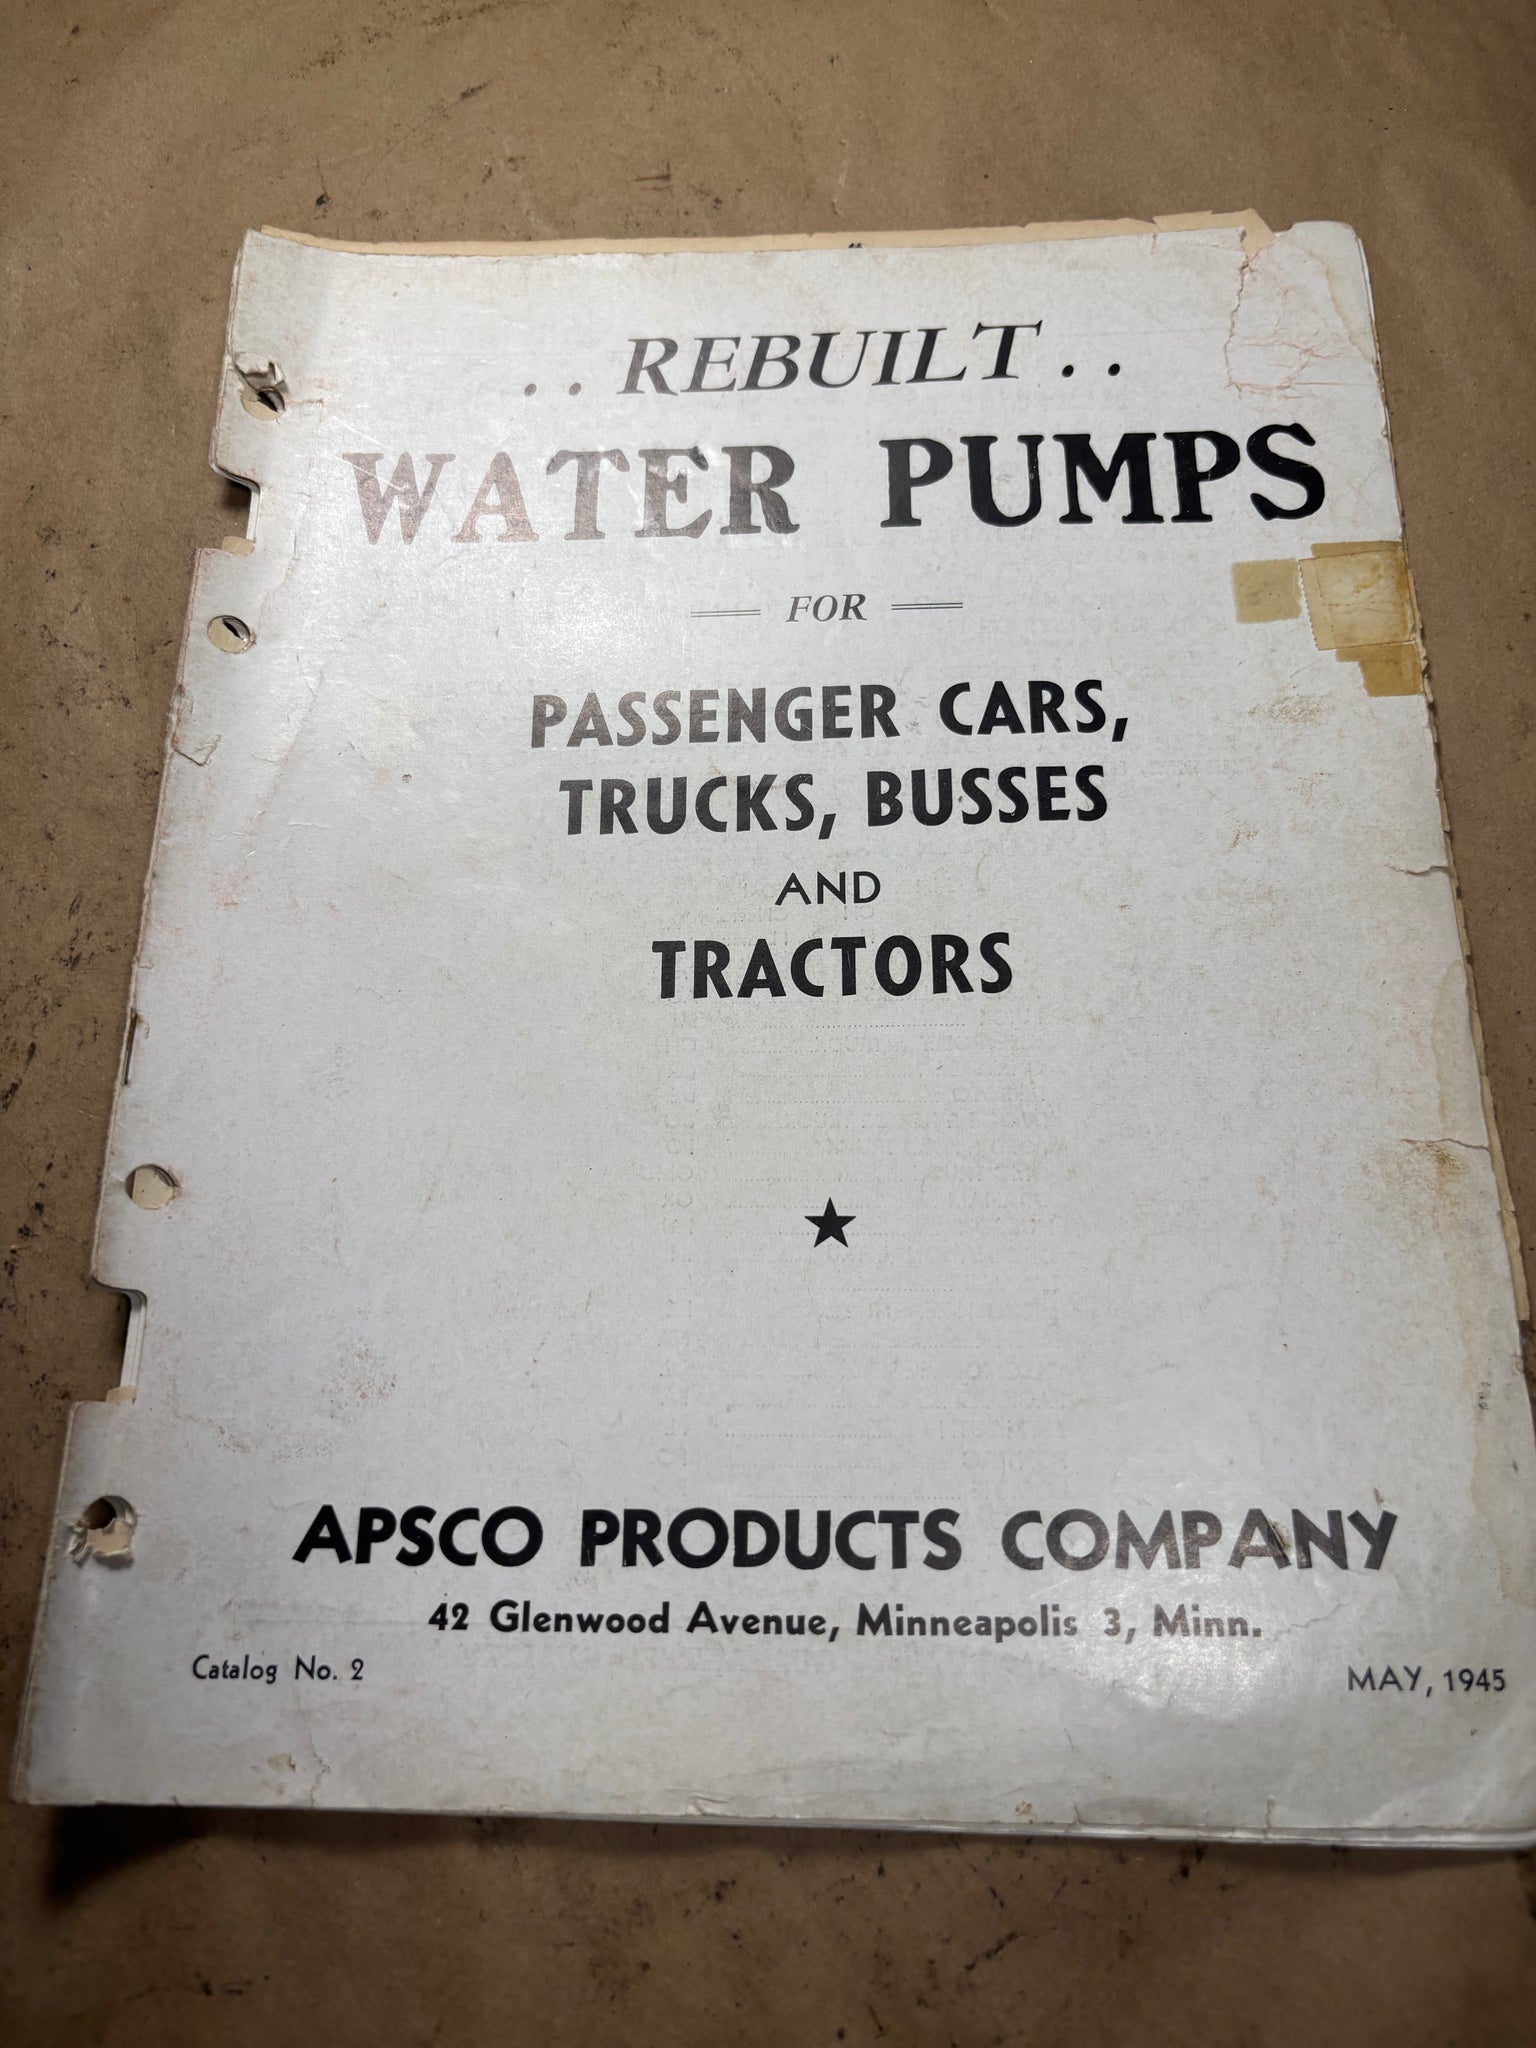 . . REBUILT . .
WATER PUMPS
FOR
PASSENGER CARS,
TRUCKS, BUSSES
AND
TRACTORS
APSCO PRODUCTS COMPANY
42 Glenwood Avenue, Minneapolis 3, Minn.
Catalog No. 2
MAY, 1945